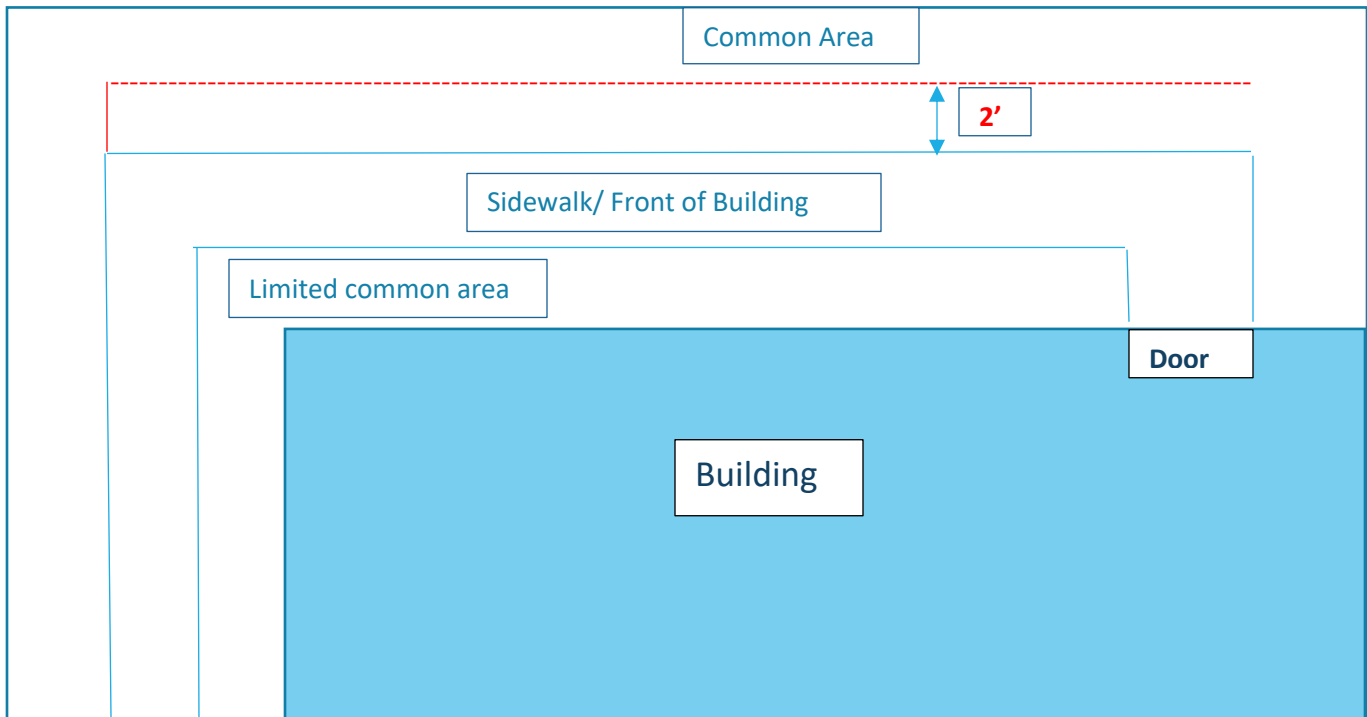 Common Area
2’
Sidewalk/ Front of Building
Limited common area
Door
Building